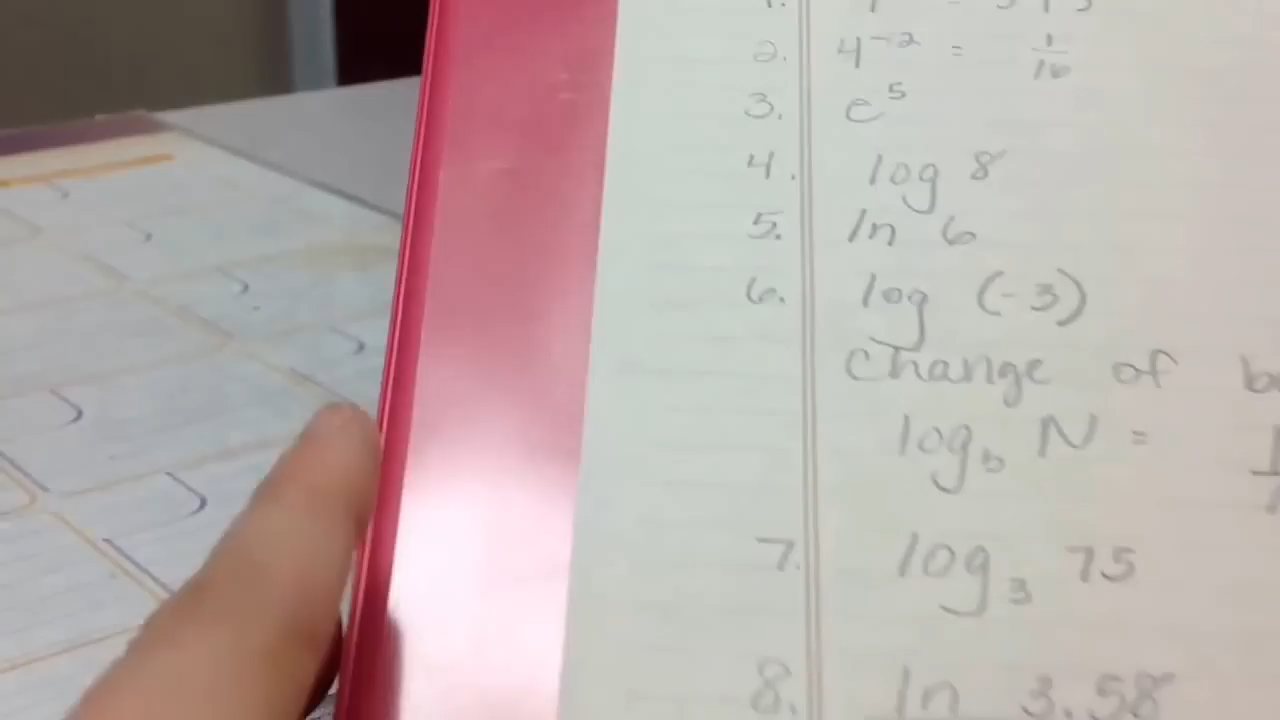 2. 4⁻² = 1/16
3. e⁵
4. log 8
5. ln 6
6. log (-3)
Change of
log_b N =
7. log₃ 75
8. ln 3.58